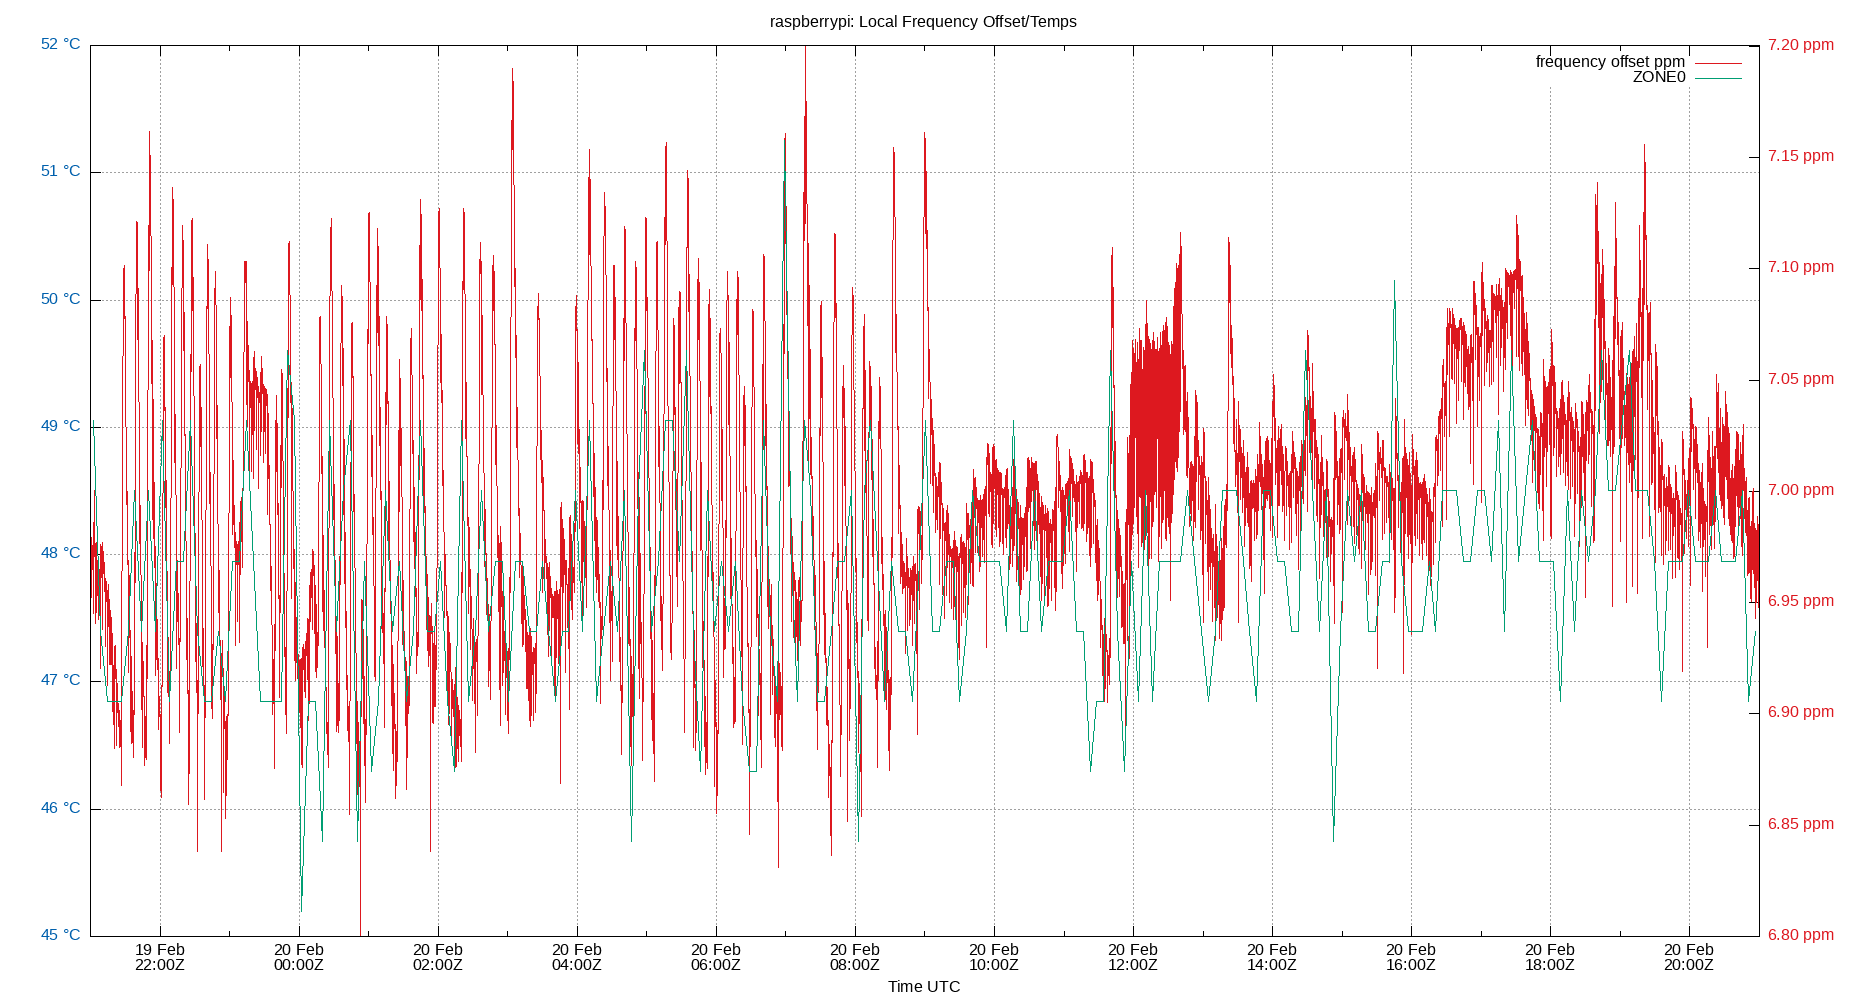 raspberrypi: Local Frequency Offset/Temps
52 °C
51 °C
50 °C
49 °C
48 °C
47 °C
46 °C
45 °C
7.20 ppm
7.15 ppm
7.10 ppm
7.05 ppm
7.00 ppm
6.95 ppm
6.90 ppm
6.85 ppm
6.80 ppm
frequency offset ppm
ZONE0
19 Feb
22:00Z
20 Feb
00:00Z
20 Feb
02:00Z
20 Feb
04:00Z
20 Feb
06:00Z
20 Feb
08:00Z
20 Feb
10:00Z
20 Feb
12:00Z
20 Feb
14:00Z
20 Feb
16:00Z
20 Feb
18:00Z
20 Feb
20:00Z
Time UTC